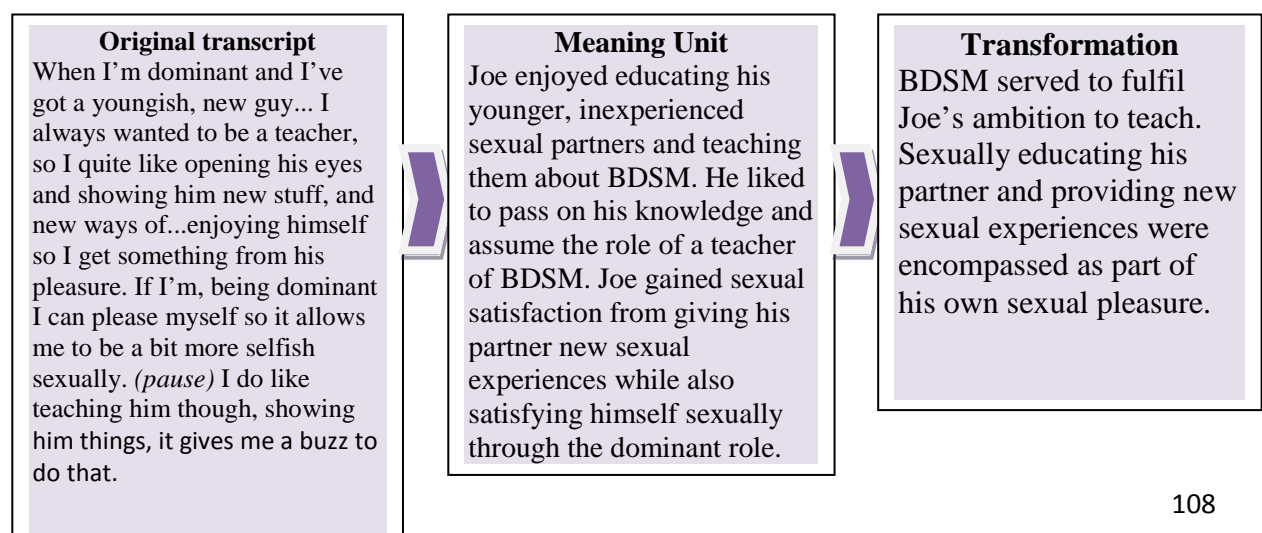 Original transcript
When I'm dominant and I've
got a youngish, new guy... I
always wanted to be a teacher,
so I quite like opening his eyes
and showing him new stuff, and
new ways of...enjoying himself
so I get something from his
pleasure. If I'm, being dominant
I can please myself so it allows
me to be a bit more selfish
sexually. (pause) I do like
teaching him though, showing
him things, it gives me a buzz to
do that.
Meaning Unit
Joe enjoyed educating his
younger, inexperienced
sexual partners and teaching
them about BDSM. He liked
to pass on his knowledge and
assume the role of a teacher
of BDSM. Joe gained sexual
satisfaction from giving his
partner new sexual
experiences while also
satisfying himself sexually
through the dominant role.
Transformation
BDSM served to fulfil
Joe's ambition to teach.
Sexually educating his
partner and providing new
sexual experiences were
encompassed as part of
his own sexual pleasure.
108